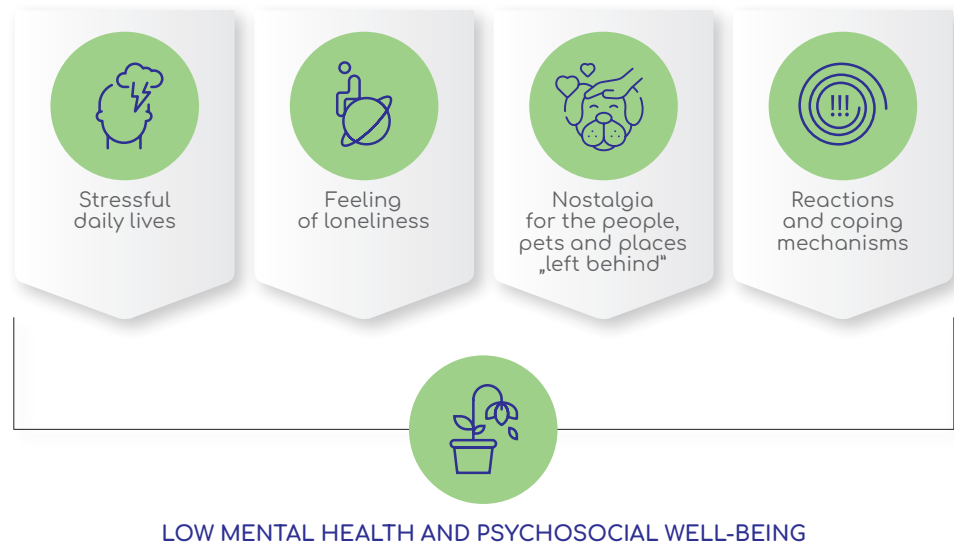 !!!
Stressful
daily lives
Feeling
of loneliness
Nostalgia
for the people,
pets and places
„left behind”
Reactions
and coping
mechanisms
LOW MENTAL HEALTH AND PSYCHOSOCIAL WELL-BEING